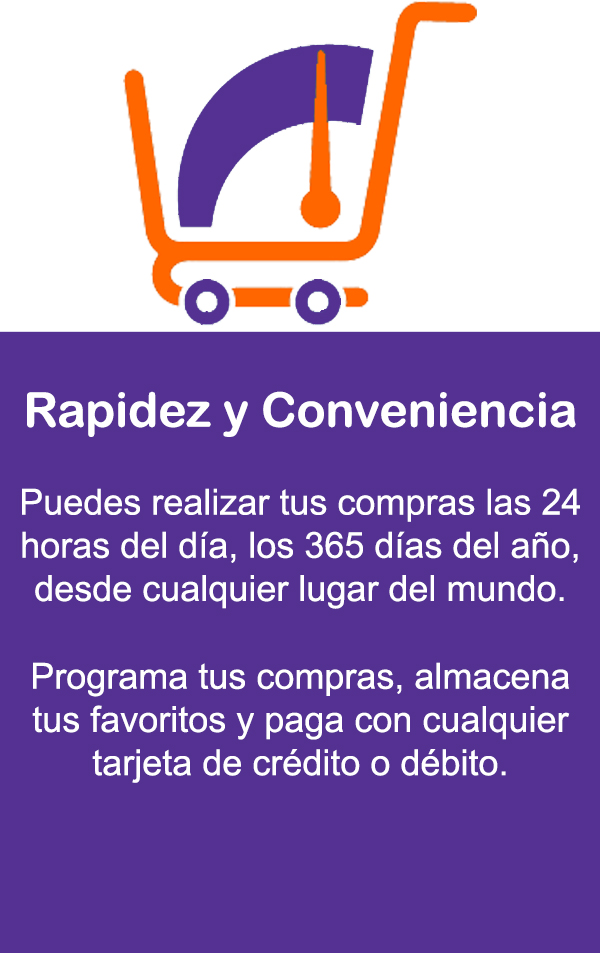 Rapidez y Conveniencia
Puedes realizar tus compras las 24
horas del día, los 365 días del año,
desde cualquier lugar del mundo.
Programa tus compras, almacena
tus favoritos y paga con cualquier
tarjeta de crédito o débito.